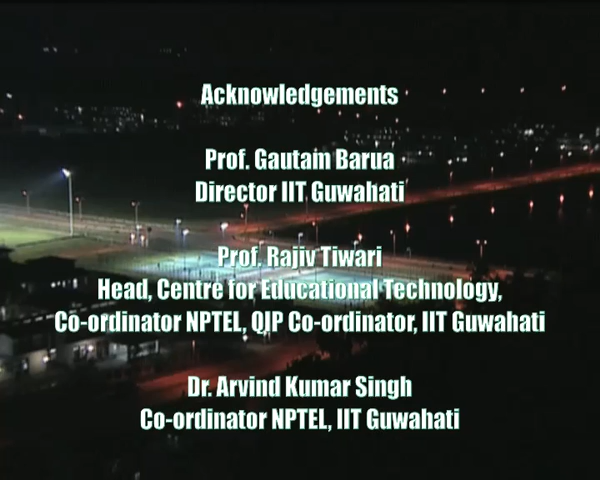 Acknowledgements
Prof. Gautam Barua
Director IIT Guwahati
Prof. Rajiv Tiwari
Head, Centre for Educational Technology,
Co-ordinator NPTEL, QIP Co-ordinator, IIT Guwahati
Dr. Arvind Kumar Singh
Co-ordinator NPTEL, IIT Guwahati